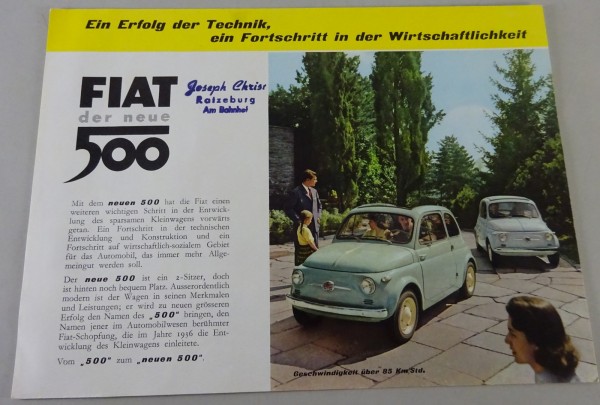 Ein Erfolg der Technik,
ein Fortschritt in der Wirtschaftlichkeit
FIAT
der neue
500
Joseph Chrisc
Ratzeburg
Am Bahnhof
Mit dem neuen 500 hat die Fiat einen
weiteren wichtigen Schritt in der Entwick-
lung des sparsamen Kleinwagens vorwärts
getan. Ein Fortschritt in der technischen
Entwicklung und Konstruktion und ein
Fortschritt auf wirtschaftlich-sozialem Gebiet
für das Automobil, das immer mehr Allge-
meingut werden soll.
Der neue 500 ist ein 2-Sitzer, doch
ist hinten noch bequem Platz. Ausserordentlich
modern ist der Wagen in seinen Merkmalen
und Leistungen; er wird zu neuen grösseren
Erfolg den Namen des „500" bringen, den
Namen jener im Automobilwesen berühmter
Fiat-Schopfung, die im Jahre 1936 die Ent-
wicklung des Kleinwagens einleitete.
Vom „500" zum „neuen 500".
Geschwindigkeit über 85 Km/Std.